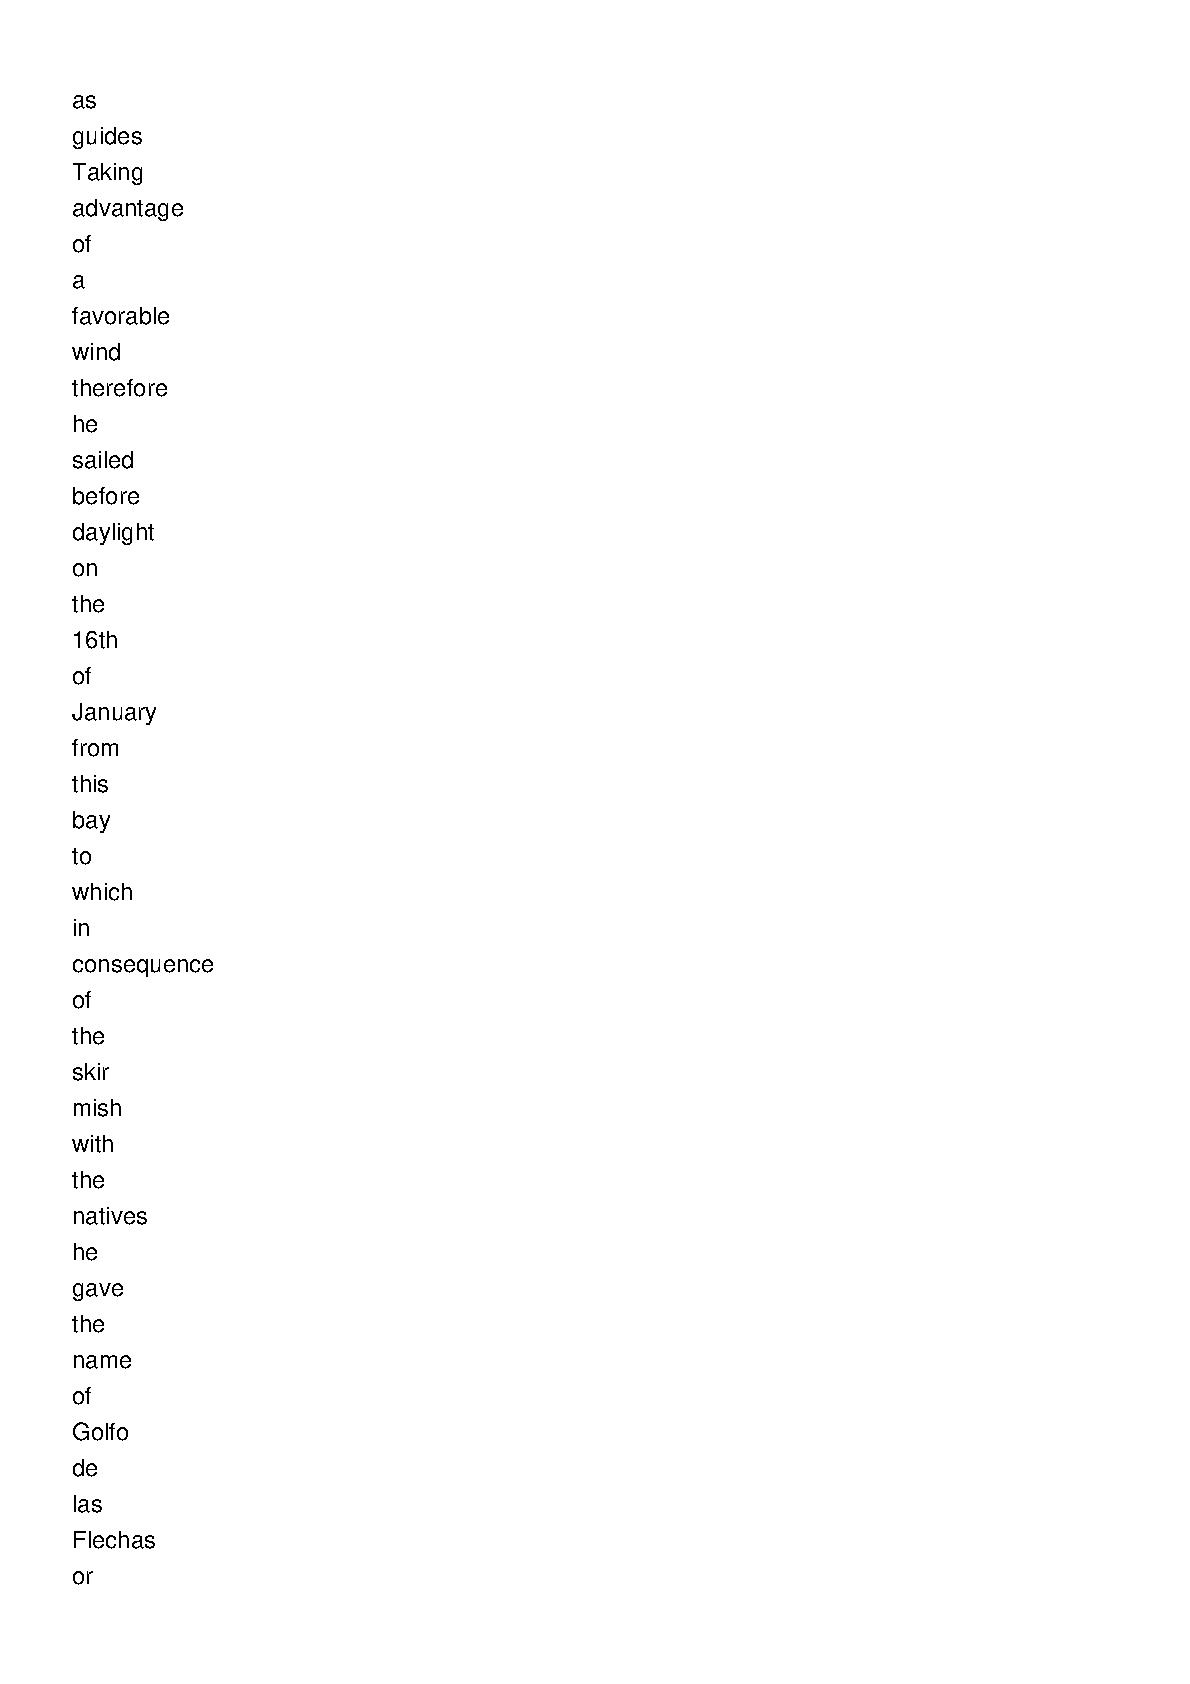 as
guides
Taking
advantage
of
a
favorable
wind
therefore
he
sailed
before
daylight
on
the
16th
of
January
from
this
bay
to
which
in
consequence
of
the
skir
mish
with
the
natives
he
gave
the
name
of
Golfo
de
las
Flechas
or